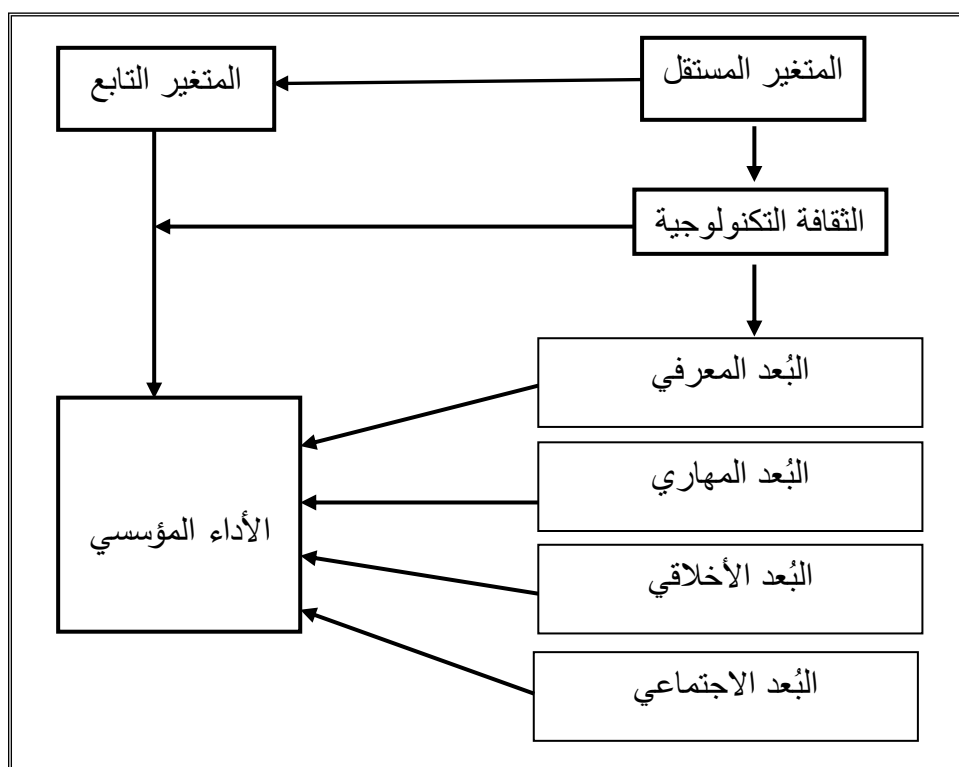 المتغير المستقل
المتغير التابع
الثقافة التكنولوجية
البُعد المعرفي
البُعد المهاري
الأداء المؤسسي
البُعد الأخلاقي
البُعد الاجتماعي